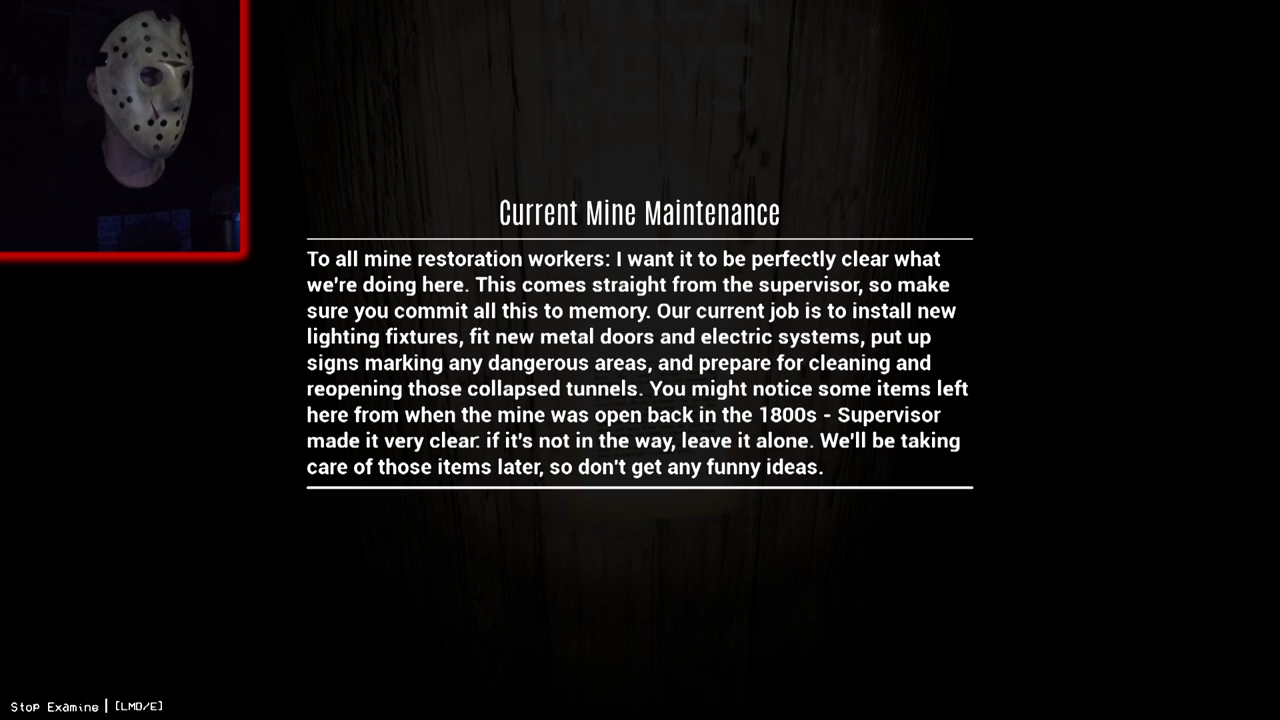 Current Mine Maintenance
To all mine restoration workers: I want it to be perfectly clear what
we're doing here. This comes straight from the supervisor, so make
sure you commit all this to memory. Our current job is to install new
lighting fixtures, fit new metal doors and electric systems, put up
signs marking any dangerous areas, and prepare for cleaning and
reopening those collapsed tunnels. You might notice some items left
here from when the mine was open back in the 1800s - Supervisor
made it very clear: if it's not in the way, leave it alone. We'll be taking
care of those items later, so don't get any funny ideas.
Stop Examine | [LMO/E]